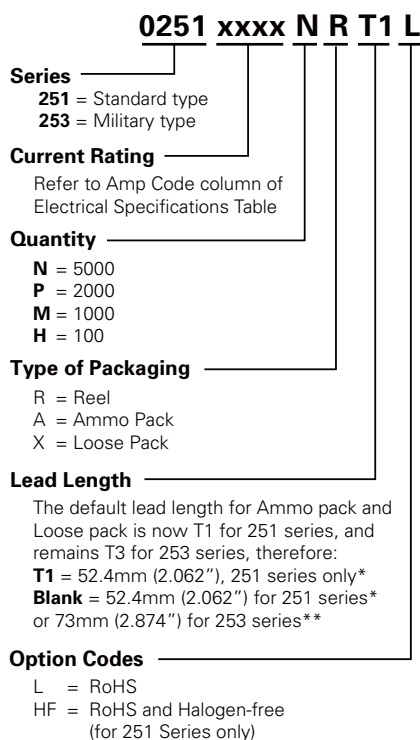 0251 xxxx N R T1 L
Series
251 = Standard type
253 = Military type
Current Rating
Refer to Amp Code column of
Electrical Specifications Table
Quantity
N = 5000
P = 2000
M = 1000
H = 100
Type of Packaging
R = Reel
A = Ammo Pack
X = Loose Pack
Lead Length
The default lead length for Ammo pack and
Loose pack is now T1 for 251 series, and
remains T3 for 253 series, therefore:
T1 = 52.4mm (2.062"), 251 series only*
Blank = 52.4mm (2.062") for 251 series*
or 73mm (2.874") for 253 series**
Option Codes
L = RoHS
HF = RoHS and Halogen-free
(for 251 Series only)